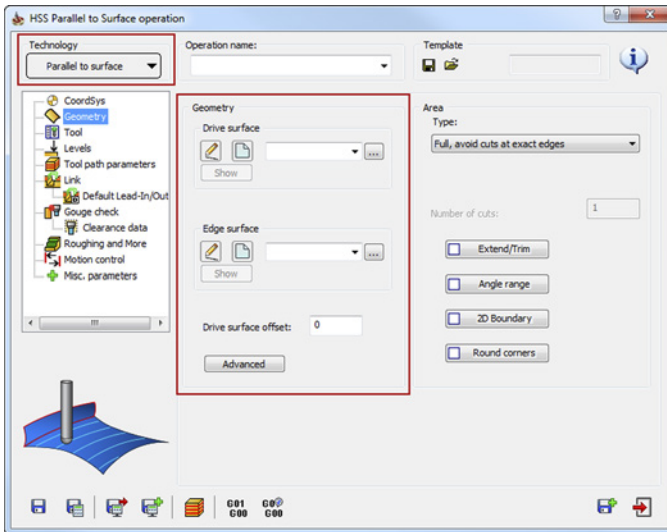 HSS Parallel to Surface operation
Technology
Parallel to surface
Operation name:
Template
CoordSys
Geometry
Tool
Levels
Tool path parameters
Link
Default Lead-In/Out
Gouge check
Clearance data
Roughing and More
Motion control
Misc. parameters
Geometry
Drive surface
...
Show
Edge surface
...
Show
Drive surface offset:
0
Advanced
Area
Type:
Full, avoid cuts at exact edges
Number of cuts:
1
Extend/Trim
Angle range
2D Boundary
Round corners
G01
G00
G0
G00